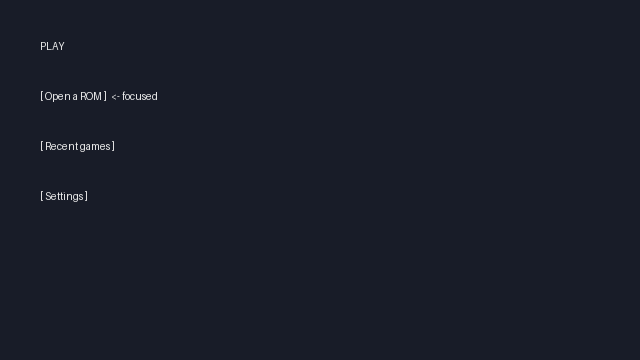 PLAY
[ Open a ROM ] <- focused
[ Recent games ]
[ Settings ]